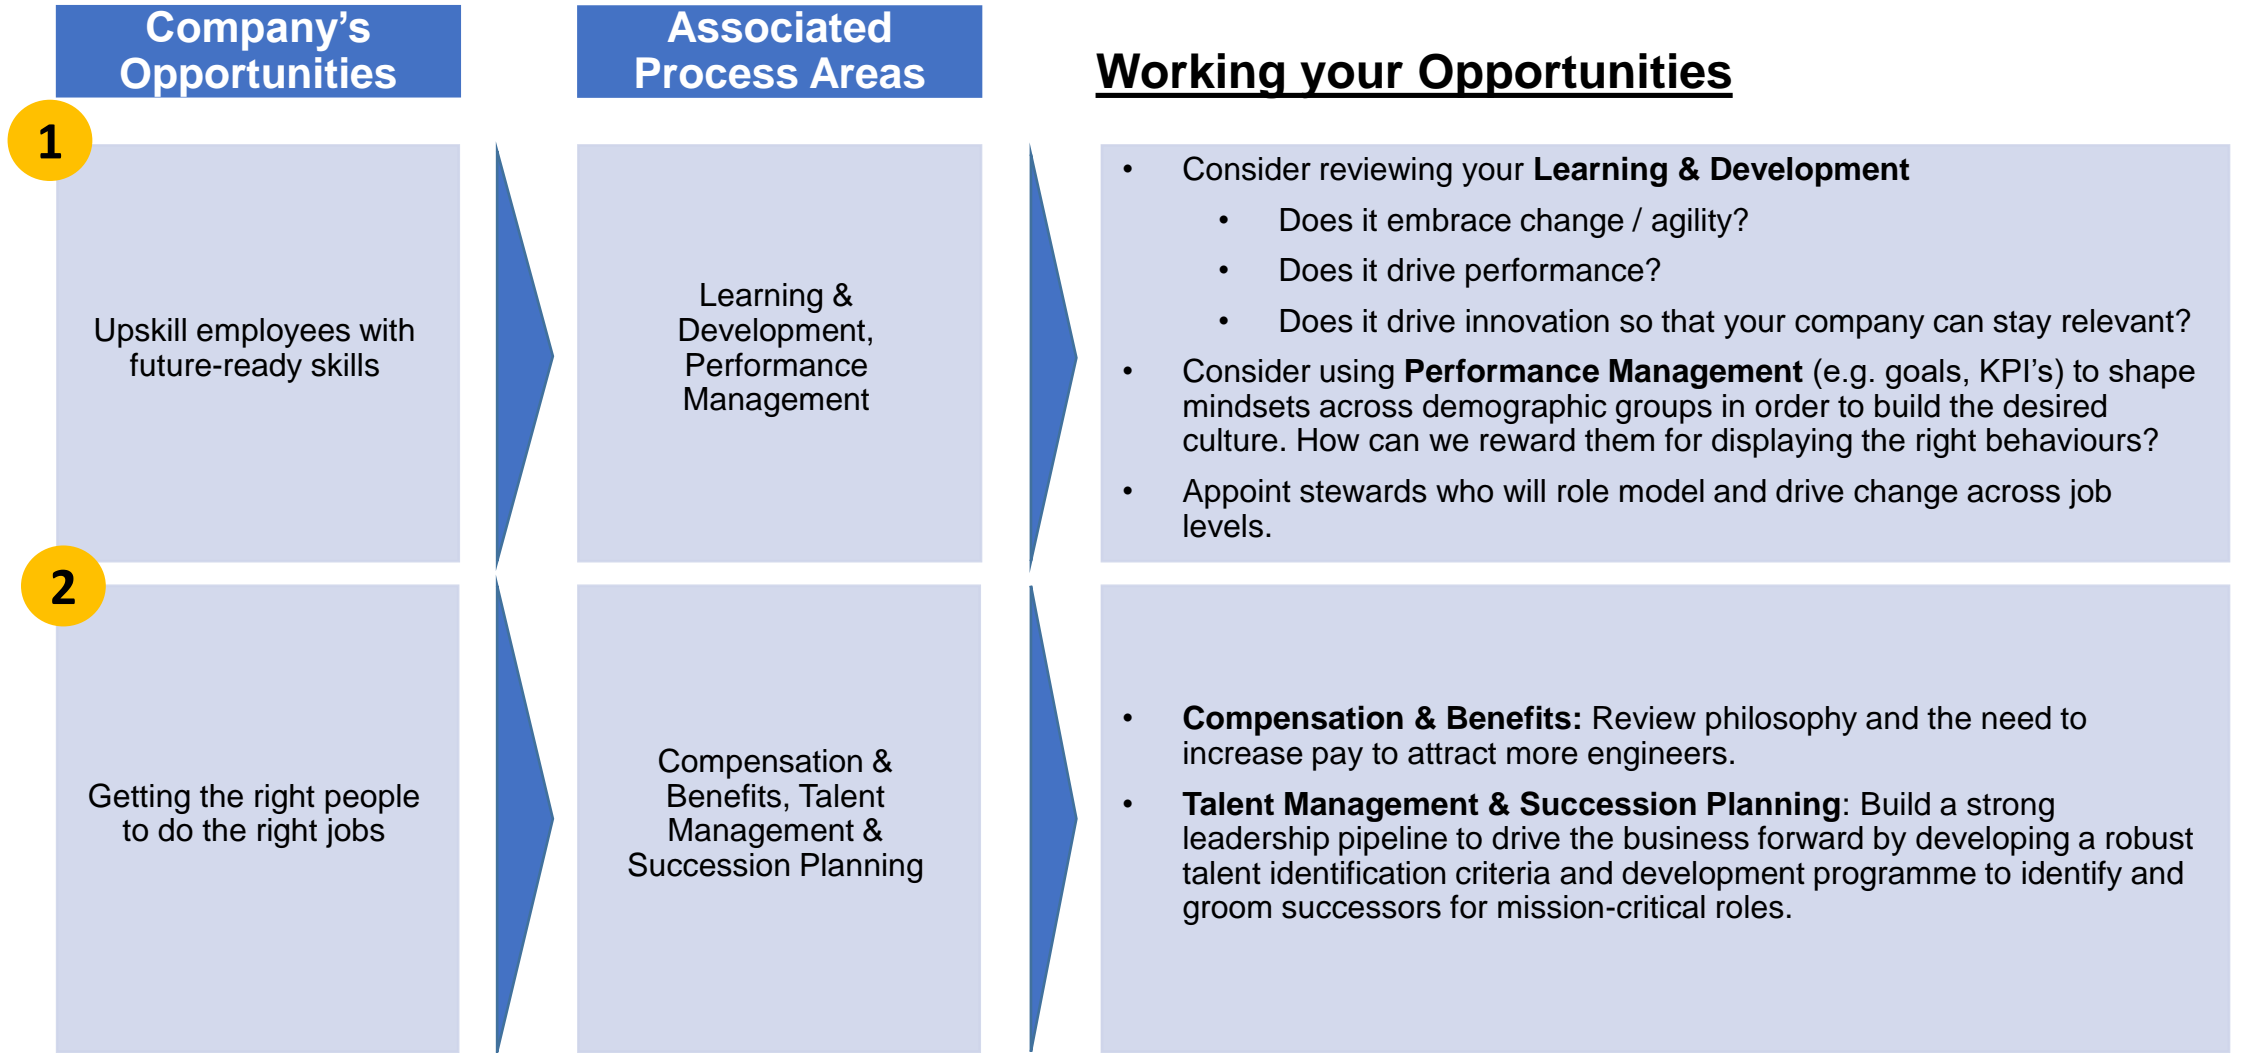 Company’s
Opportunities
Associated
Process Areas
Working your Opportunities
1
Upskill employees with
future-ready skills
Learning &
Development,
Performance
Management
• Consider reviewing your Learning & Development
• Does it embrace change / agility?
• Does it drive performance?
• Does it drive innovation so that your company can stay relevant?
• Consider using Performance Management (e.g. goals, KPI’s) to shape
mindsets across demographic groups in order to build the desired
culture. How can we reward them for displaying the right behaviours?
• Appoint stewards who will role model and drive change across job
levels.
2
Getting the right people
to do the right jobs
Compensation &
Benefits, Talent
Management &
Succession Planning
• Compensation & Benefits: Review philosophy and the need to
increase pay to attract more engineers.
• Talent Management & Succession Planning: Build a strong
leadership pipeline to drive the business forward by developing a robust
talent identification criteria and development programme to identify and
groom successors for mission-critical roles.